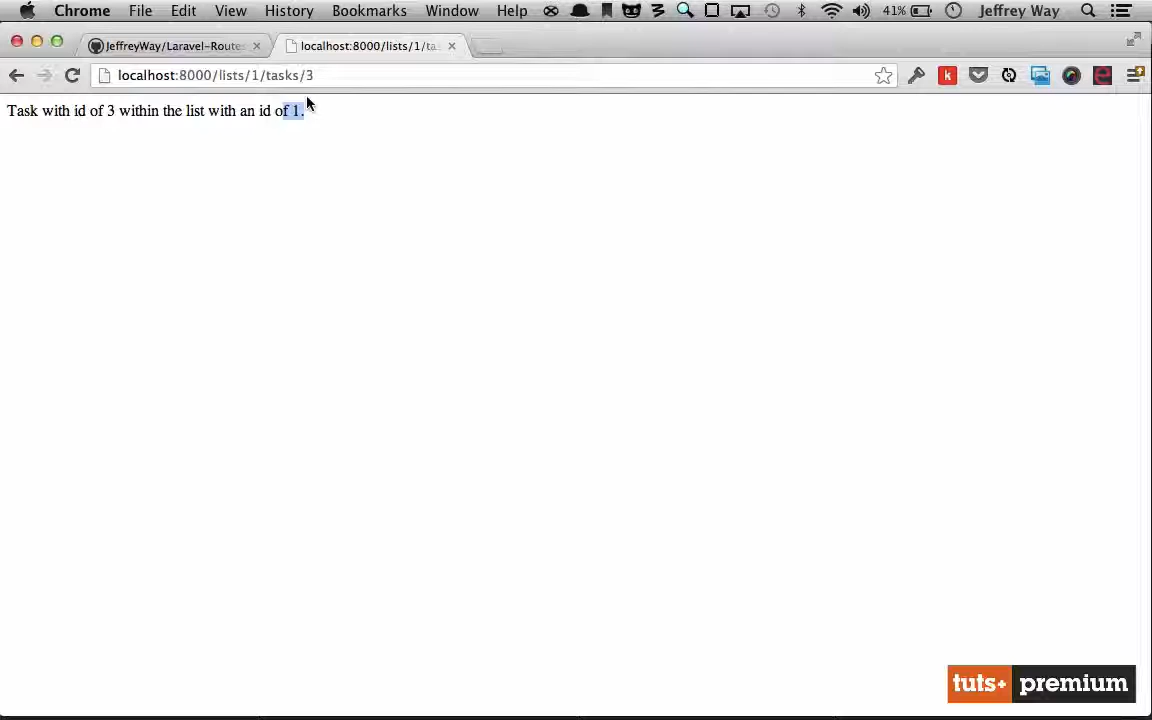 Chrome File Edit View History Bookmarks Window Help 41% Jeffrey Way
JeffreyWay/Laravel-Routes localhost:8000/lists/1/ta
localhost:8000/lists/1/tasks/3
Task with id of 3 within the list with an id of 1.
tuts+ premium